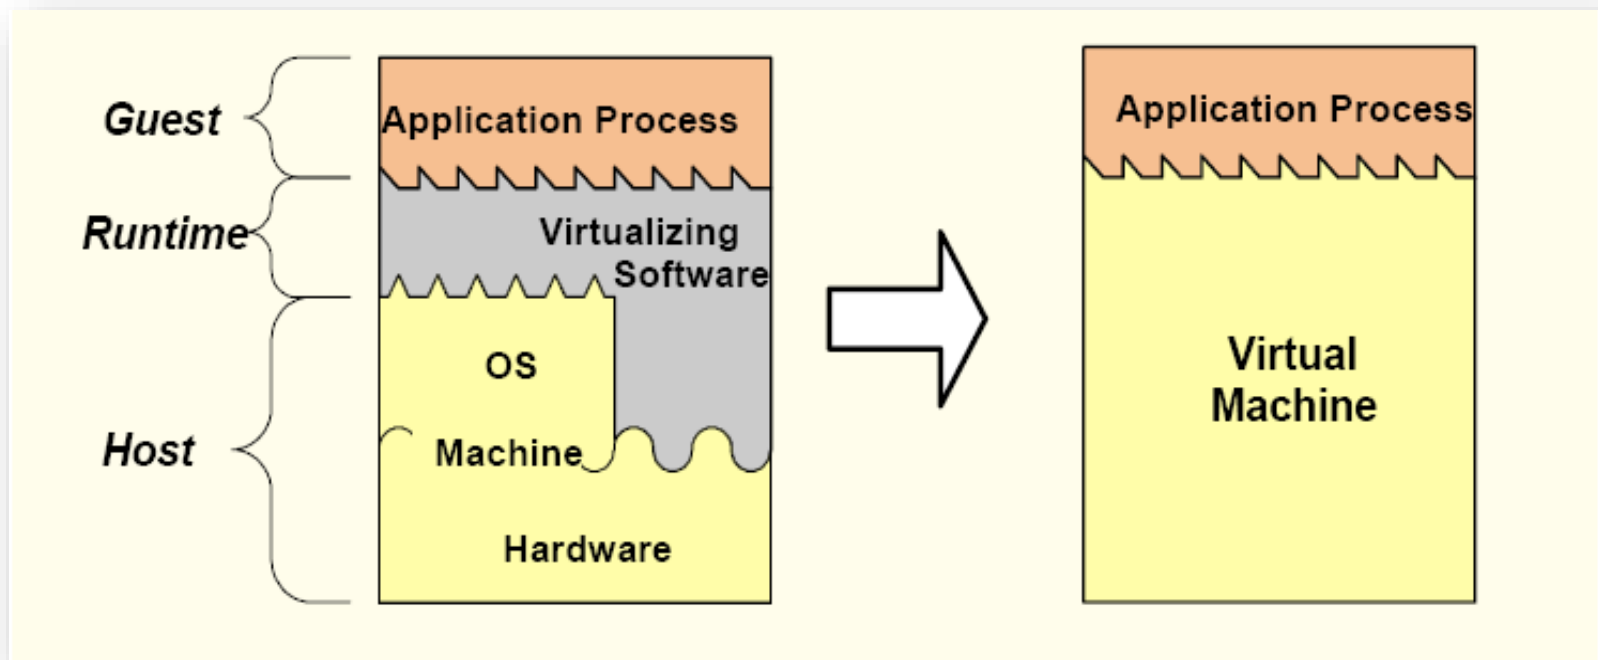 Guest
Runtime
Host
Application Process
Virtualizing
Software
OS
Machine
Hardware
Application Process
Virtual
Machine